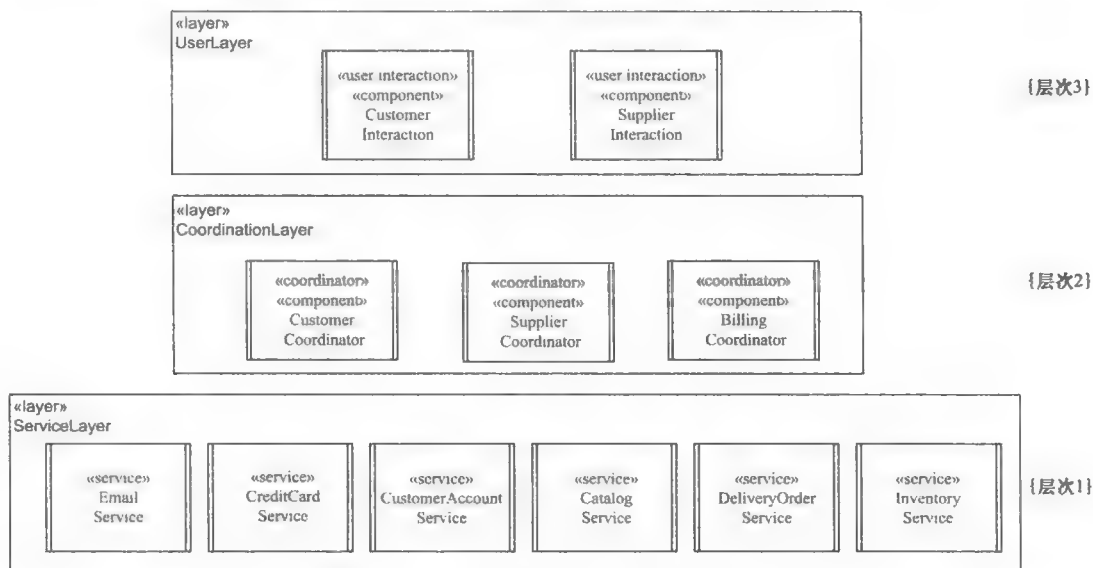 «layer»
UserLayer
«user interaction»
«component»
Customer
Interaction
«user interaction»
«component»
Supplier
Interaction
{层次3}
«layer»
CoordinationLayer
«coordinator»
«component»
Customer
Coordinator
«coordinator»
«component»
Supplier
Coordinator
«coordinator»
«component»
Billing
Coordinator
{层次2}
«layer»
ServiceLayer
«service»
Email
Service
«service»
CreditCard
Service
«service»
CustomerAccount
Service
«service»
Catalog
Service
«service»
DeliveryOrder
Service
«service»
Inventory
Service
{层次1}